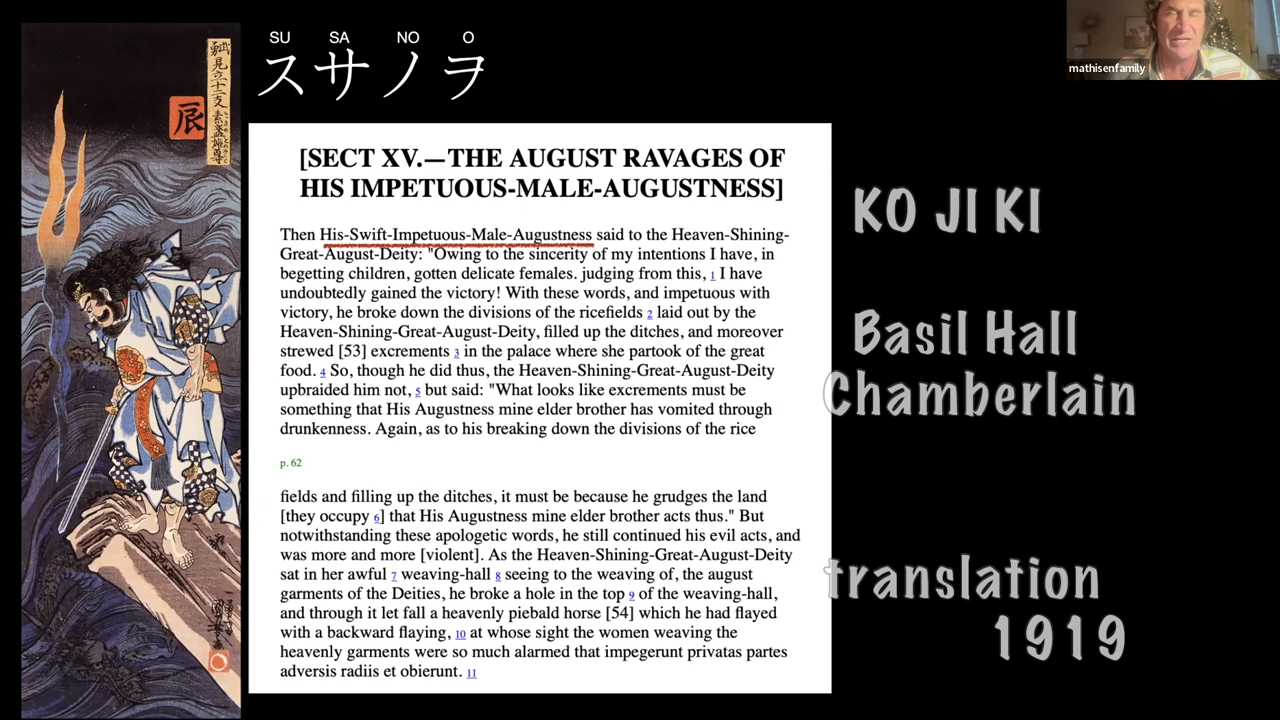 SU SA NO O
スサノヲ
辰
武勇見立十二支
素盞雄尊
[SECT XV.—THE AUGUST RAVAGES OF
HIS IMPETUOUS-MALE-AUGUSTNESS]
Then His-Swift-Impetuous-Male-Augustness said to the Heaven-Shining-
Great-August-Deity: "Owing to the sincerity of my intentions I have, in
begetting children, gotten delicate females. judging from this, 1 I have
undoubtedly gained the victory! With these words, and impetuous with
victory, he broke down the divisions of the ricefields 2 laid out by the
Heaven-Shining-Great-August-Deity, filled up the ditches, and moreover
strewed [53] excrements 3 in the palace where she partook of the great
food. 4 So, though he did thus, the Heaven-Shining-Great-August-Deity
upbraided him not, 5 but said: "What looks like excrements must be
something that His Augustness mine elder brother has vomited through
drunkenness. Again, as to his breaking down the divisions of the rice
p. 62
fields and filling up the ditches, it must be because he grudges the land
[they occupy 6] that His Augustness mine elder brother acts thus." But
notwithstanding these apologetic words, he still continued his evil acts, and
was more and more [violent]. As the Heaven-Shining-Great-August-Deity
sat in her awful 7 weaving-hall 8 seeing to the weaving of, the august
garments of the Deities, he broke a hole in the top 9 of the weaving-hall,
and through it let fall a heavenly piebald horse [54] which he had flayed
with a backward flaying, 10 at whose sight the women weaving the
heavenly garments were so much alarmed that impegerunt privatas partes
adversis radiis et obierunt. 11
KO JI KI
Basil Hall
Chamberlain
translation
1919
mathisenfamily